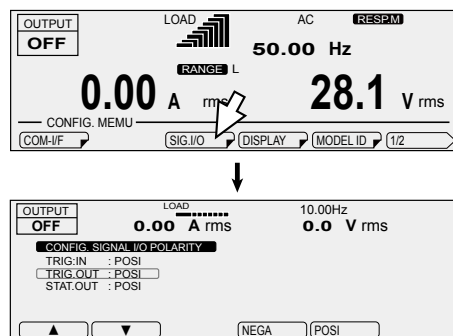 OUTPUT LOAD AC RESP.M
OFF 50.00 Hz
RANGE L
0.00 A rms 28.1 V rms
CONFIG. MEMU
COM-I/F SIG.I/O DISPLAY MODEL ID 1/2
OUTPUT LOAD 10.00Hz
OFF 0.0 A rms 0.0 V rms
CONFIG. SIGNAL I/O POLARITY
TRIG:IN : POSI
TRIG.OUT : POSI
STAT.OUT : POSI
▲ ▼ NEGA POSI